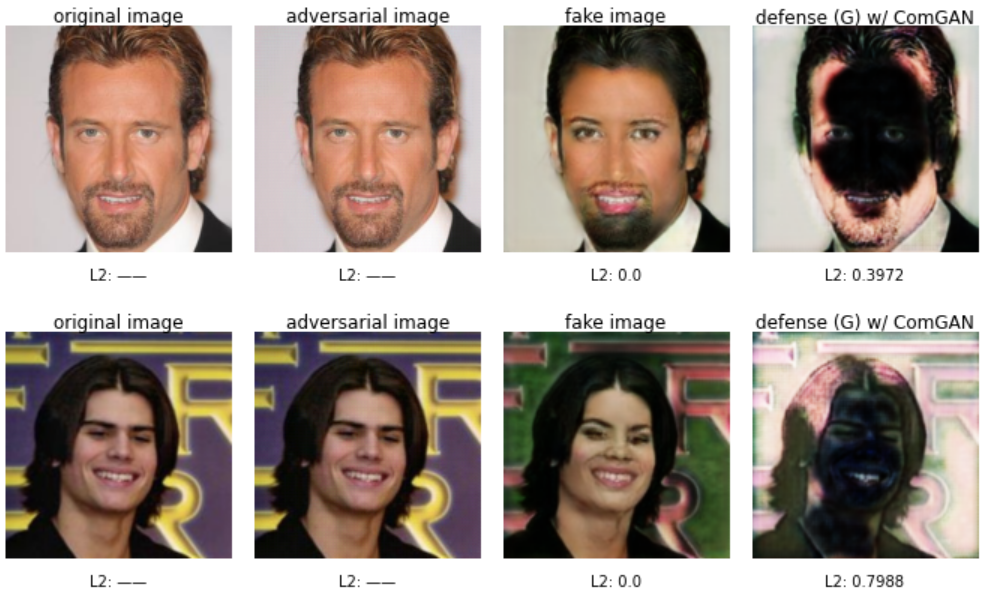 original image adversarial image fake image defense (G) w/ ComGAN
L2: —— L2: —— L2: 0.0 L2: 0.3972
original image adversarial image fake image defense (G) w/ ComGAN
L2: —— L2: —— L2: 0.0 L2: 0.7988